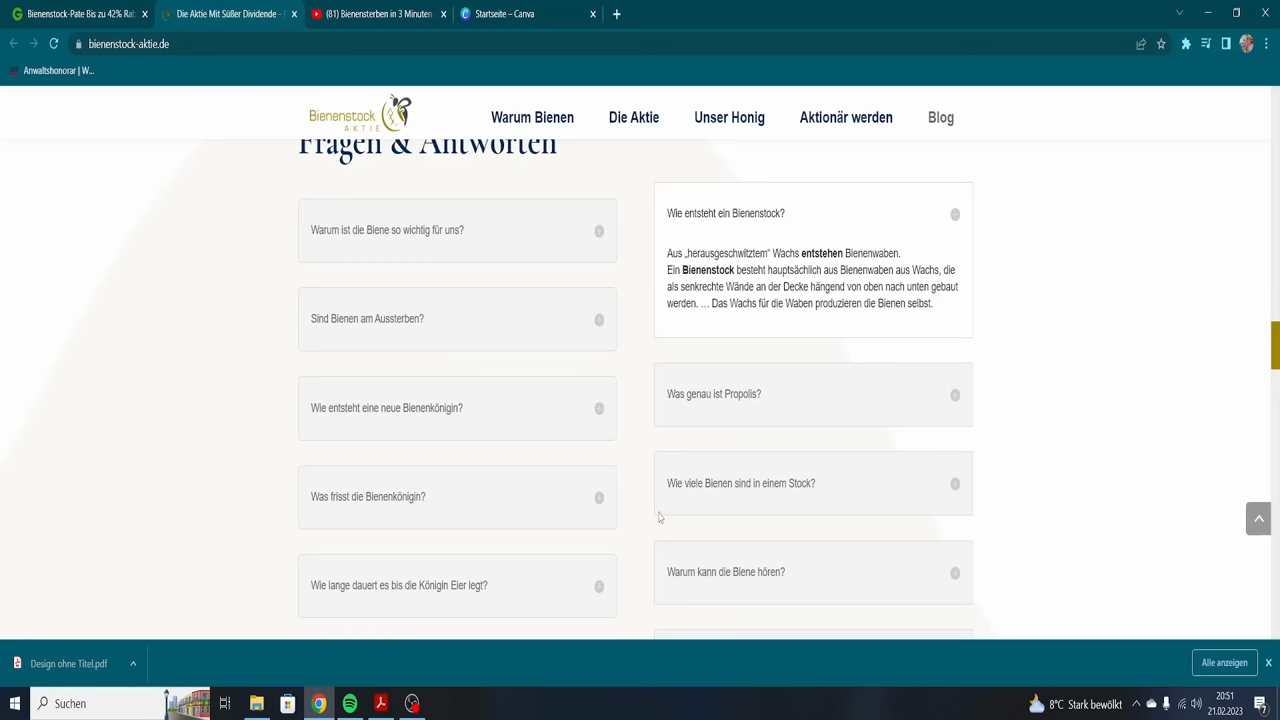 Bienenstock-Pate Bis zu 42% Rab
Die Aktie Mit Süßer Dividende -
(81) Bienensterben in 3 Minuten
Startseite – Canva
bienenstock-aktie.de
Anwaltshonorar | W...
Bienenstock
AKTIE
Warum Bienen
Die Aktie
Unser Honig
Aktionär werden
Blog
Fragen & Antworten
Warum ist die Biene so wichtig für uns?
Sind Bienen am Aussterben?
Wie entsteht eine neue Bienenkönigin?
Was frisst die Bienenkönigin?
Wie lange dauert es bis die Königin Eier legt?
Wie entsteht ein Bienenstock?
Aus „herausgeschwitztem“ Wachs entstehen Bienenwaben.
Ein Bienenstock besteht hauptsächlich aus Bienenwaben aus Wachs, die
als senkrechte Wände an der Decke hängend von oben nach unten gebaut
werden. … Das Wachs für die Waben produzieren die Bienen selbst.
Was genau ist Propolis?
Wie viele Bienen sind in einem Stock?
Warum kann die Biene hören?
Design ohne Titel.pdf
Alle anzeigen
Suchen
8°C Stark bewölkt
20:51
21.02.2023